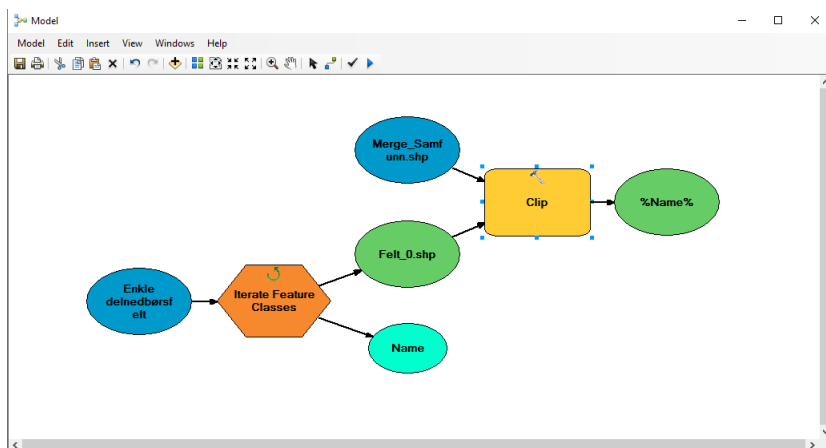 Model
Model Edit Insert View Windows Help
Merge_Samf
unn.shp
Clip
%Name%
Felt_0.shp
Enkle
delnedbørsf
elt
Iterate Feature
Classes
Name